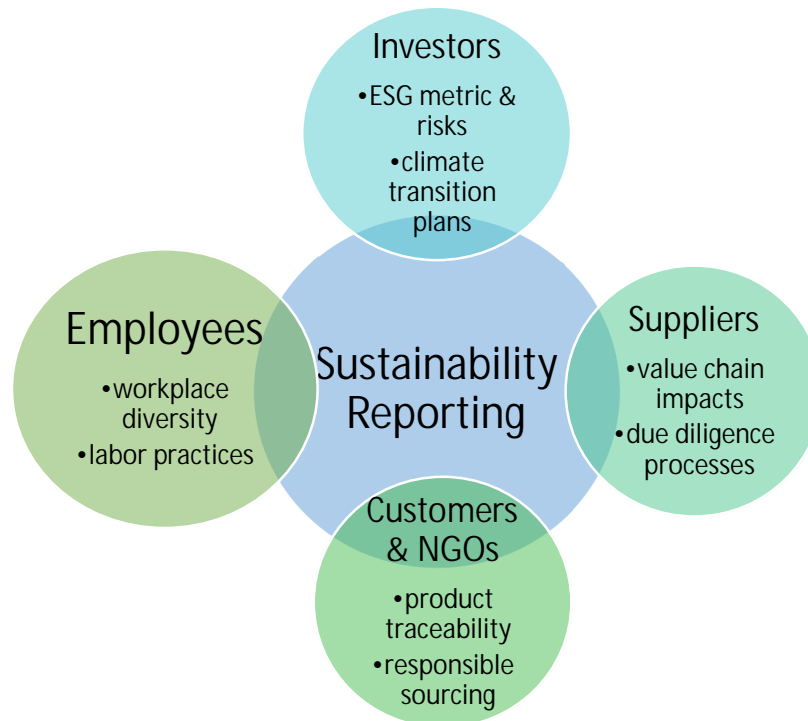 Investors
•ESG metric &
risks
•climate
transition
plans
Employees
•workplace
diversity
•labor practices
Sustainability
Reporting
Suppliers
•value chain
impacts
•due diligence
processes
Customers
& NGOs
•product
traceability
•responsible
sourcing